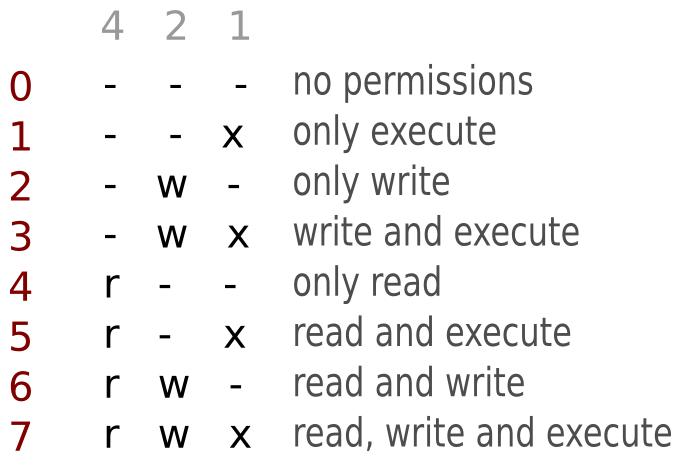 4 2 1
0 - - - no permissions
1 - - x only execute
2 - w - only write
3 - w x write and execute
4 r - - only read
5 r - x read and execute
6 r w - read and write
7 r w x read, write and execute